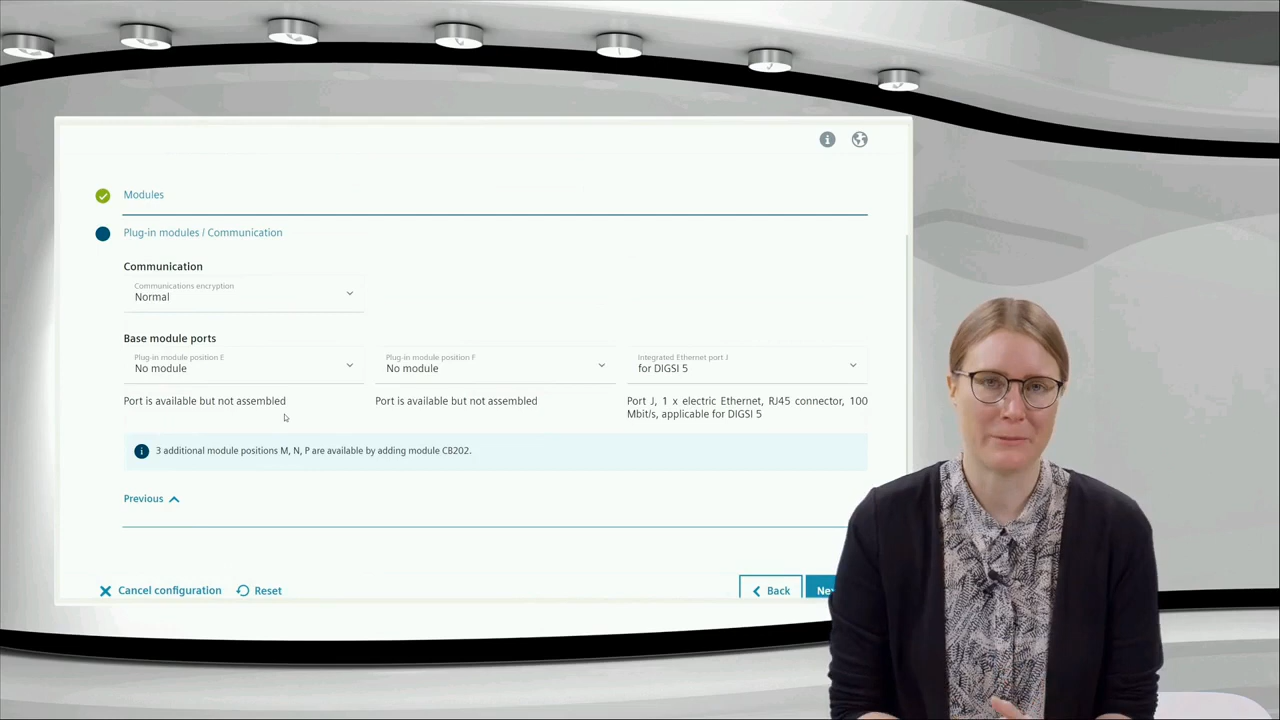 Modules
Plug-in modules / Communication
Communication
Communications encryption
Normal
Base module ports
Plug-in module position E
No module
Plug-in module position F
No module
Integrated Ethernet port J
for DIGSI 5
Port is available but not assembled
Port is available but not assembled
Port J, 1 x electric Ethernet, RJ45 connector, 100
Mbit/s, applicable for DIGSI 5
3 additional module positions M, N, P are available by adding module CB202.
Previous
Cancel configuration
Reset
Back